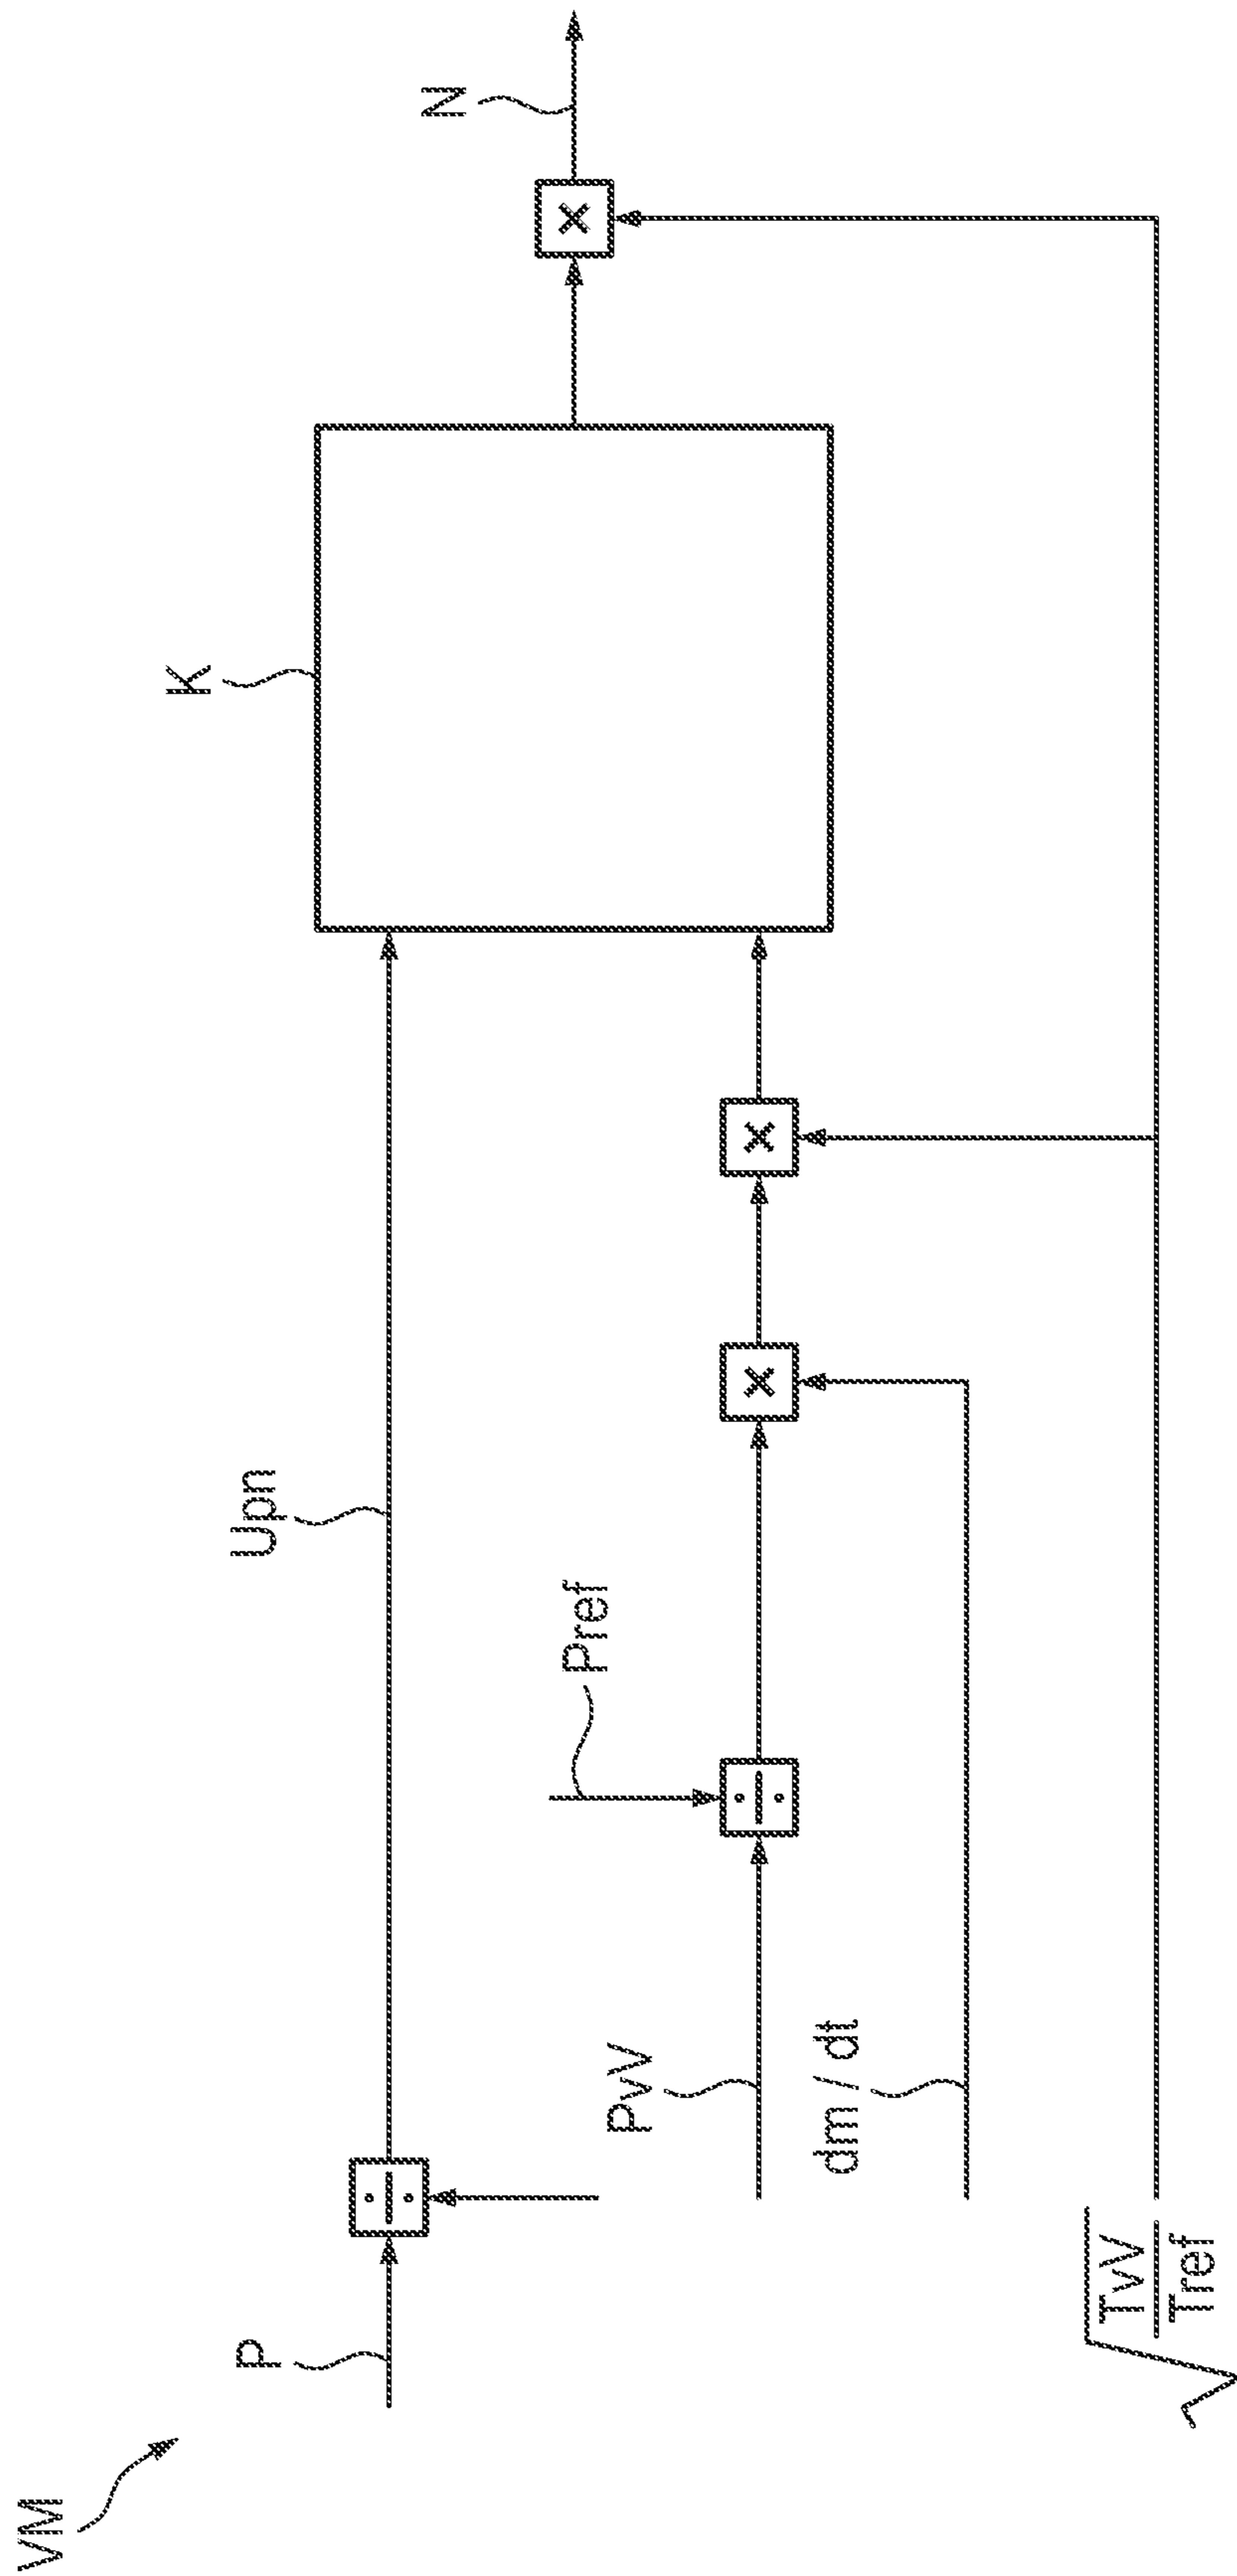 VM
P
Upn
K
N
÷
Pref
PvV
÷
×
×
×
dm / dt
√TvV
Tref